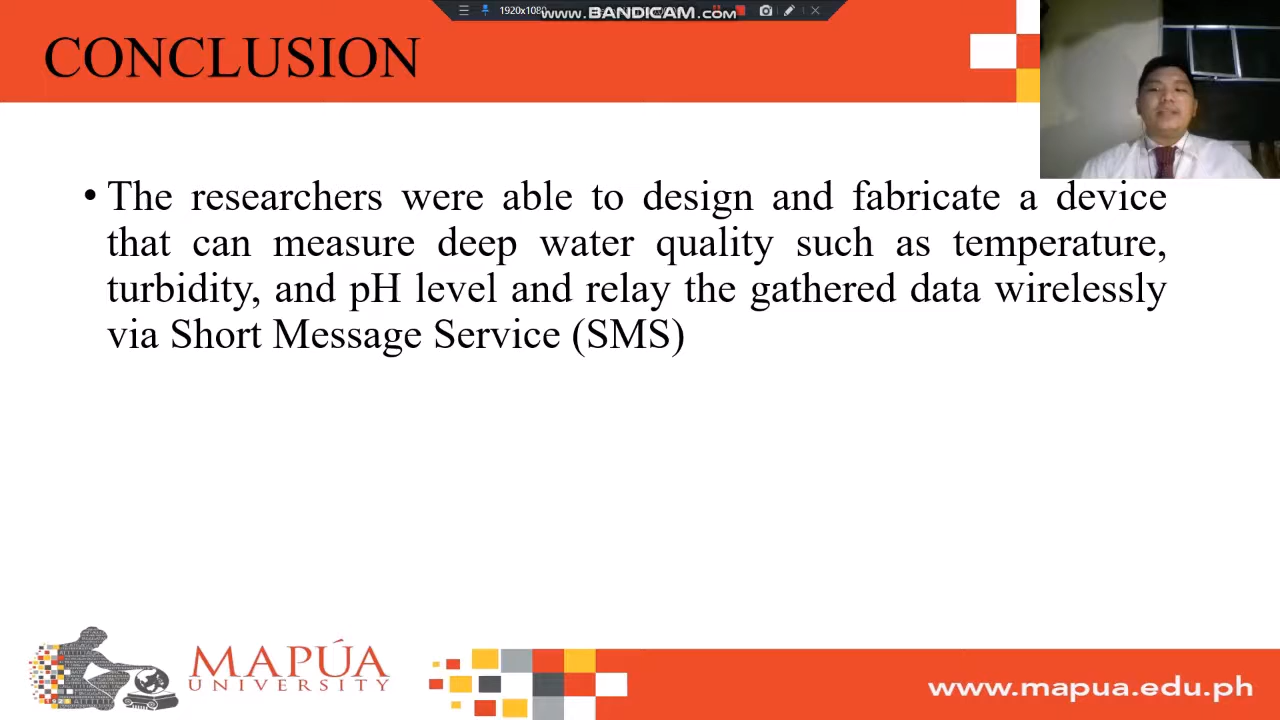 1920x1080
www.BANDICAM.com
CONCLUSION
• The researchers were able to design and fabricate a device
that can measure deep water quality such as temperature,
turbidity, and pH level and relay the gathered data wirelessly
via Short Message Service (SMS)
MAPÚA
UNIVERSITY
www.mapua.edu.ph